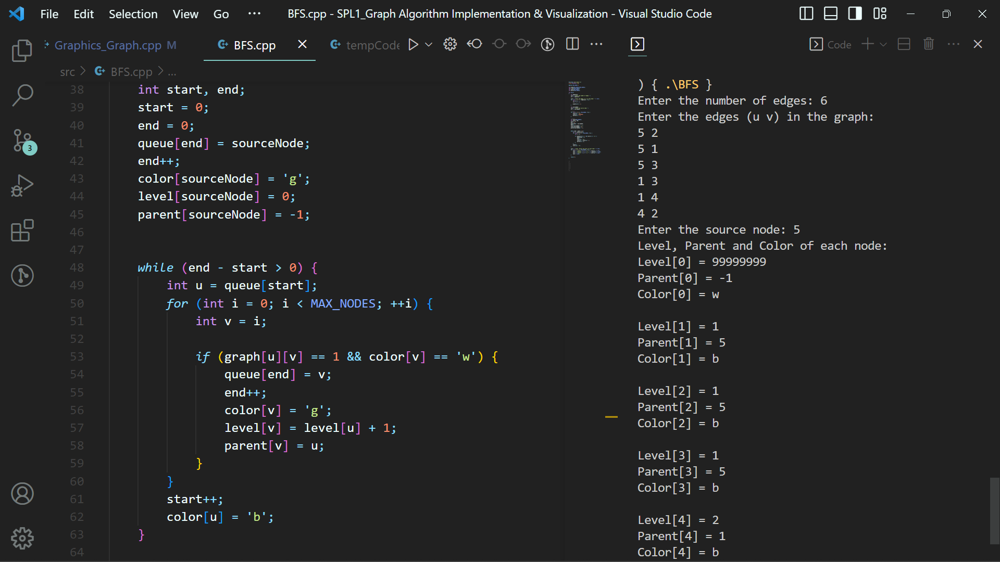 File Edit Selection View Go ··· BFS.cpp - SPL1_Graph Algorithm Implementation & Visualization - Visual Studio Code
Graphics_Graph.cpp M BFS.cpp tempCode Code
src > BFS.cpp > ...
3
38 int start, end;
39 start = 0;
40 end = 0;
41 queue[end] = sourceNode;
42 end++;
43 color[sourceNode] = 'g';
44 level[sourceNode] = 0;
45 parent[sourceNode] = -1;
46
47
48 while (end - start > 0) {
49 int u = queue[start];
50 for (int i = 0; i < MAX_NODES; ++i) {
51 int v = i;
52
53 if (graph[u][v] == 1 && color[v] == 'w') {
54 queue[end] = v;
55 end++;
56 color[v] = 'g';
57 level[v] = level[u] + 1;
58 parent[v] = u;
59 }
60 }
61 start++;
62 color[u] = 'b';
63 }
64
) { .\BFS }
Enter the number of edges: 6
Enter the edges (u v) in the graph:
5 2
5 1
5 3
1 3
1 4
4 2
Enter the source node: 5
Level, Parent and Color of each node:
Level[0] = 99999999
Parent[0] = -1
Color[0] = w
Level[1] = 1
Parent[1] = 5
Color[1] = b
Level[2] = 1
Parent[2] = 5
Color[2] = b
Level[3] = 1
Parent[3] = 5
Color[3] = b
Level[4] = 2
Parent[4] = 1
Color[4] = b